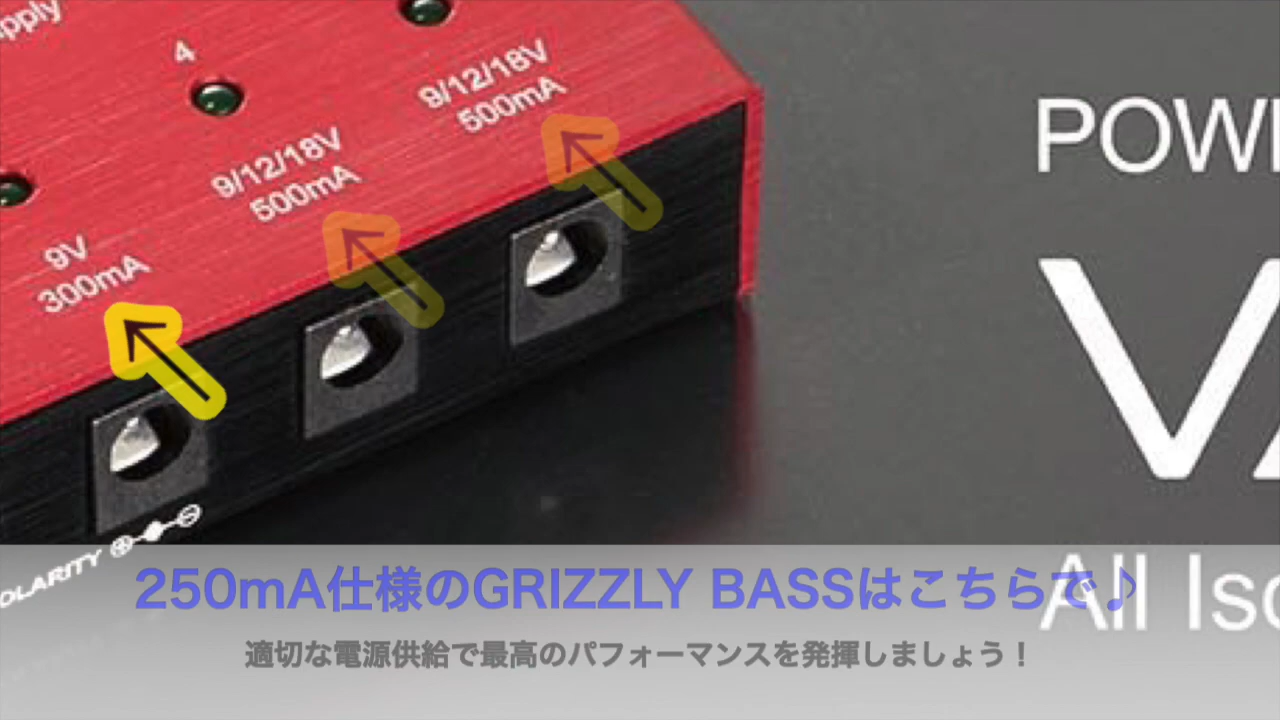 pply
4
9/12/18V
500mA
9/12/18V
500mA
9V
300mA
OLARITY
POW
V
All Iso
250mA仕様のGRIZZLY BASSはこちらで♪
適切な電源供給で最高のパフォーマンスを発揮しましょう！